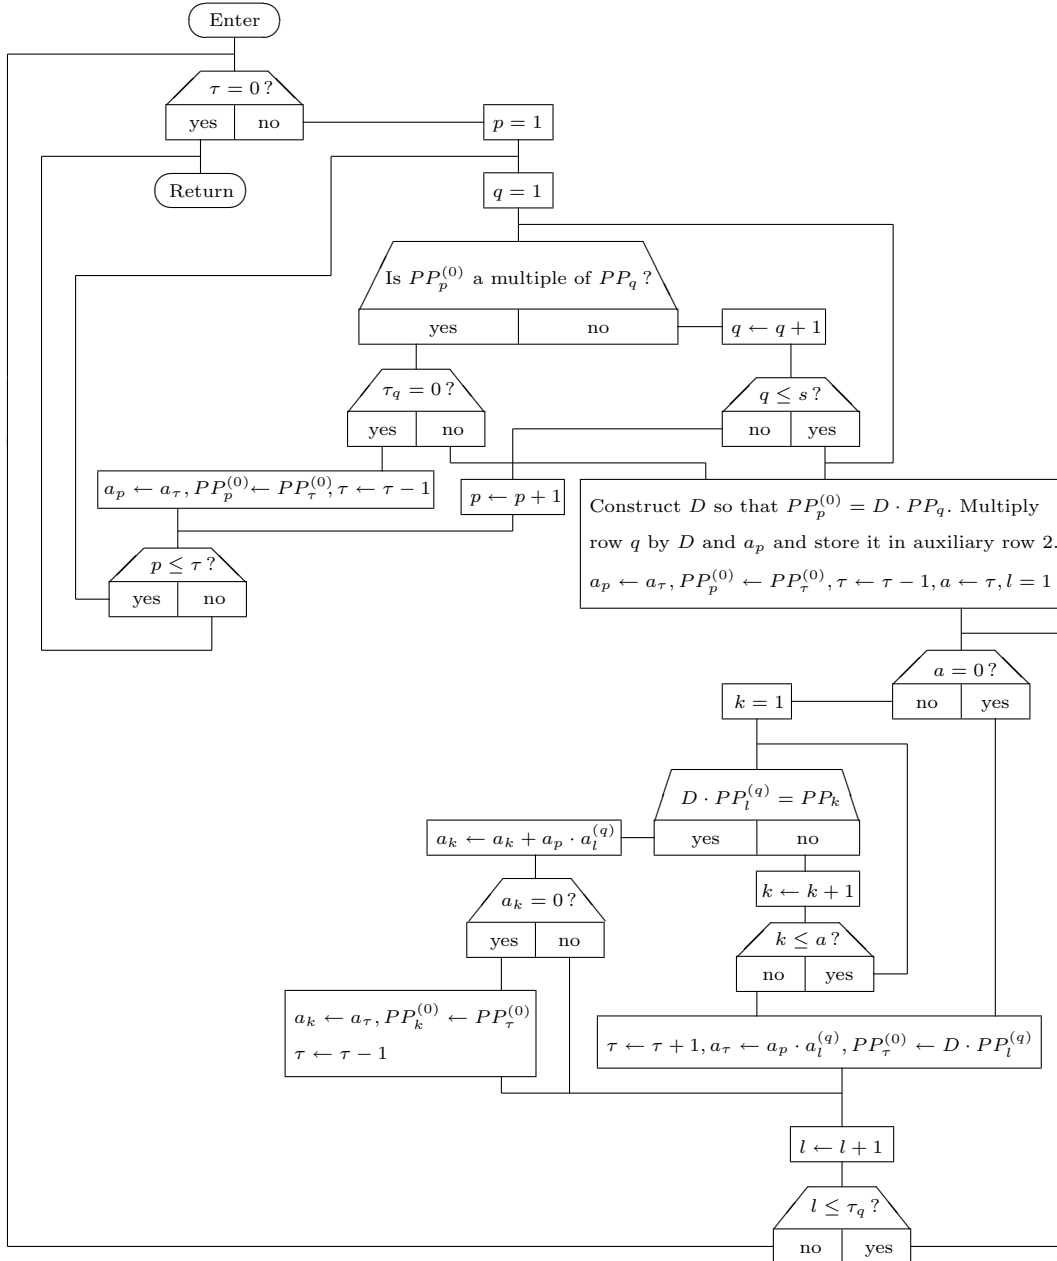 Enter
τ = 0 ?
yes no
p = 1
Return
q = 1
Is PP_p^{(0)} a multiple of PP_q ?
yes no
q ← q + 1
τ_q = 0 ?
yes no
q ≤ s ?
no yes
a_p ← a_τ, PP_p^{(0)} ← PP_τ^{(0)}, τ ← τ − 1
p ← p + 1
Construct D so that PP_p^{(0)} = D · PP_q. Multiply
row q by D and a_p and store it in auxiliary row 2.
a_p ← a_τ, PP_p^{(0)} ← PP_τ^{(0)}, τ ← τ − 1, a ← τ, l = 1
p ≤ τ ?
yes no
a = 0 ?
no yes
k = 1
D · PP_l^{(q)} = PP_k
yes no
a_k ← a_k + a_p · a_l^{(q)}
k ← k + 1
a_k = 0 ?
yes no
k ≤ a ?
no yes
a_k ← a_τ, PP_k^{(0)} ← PP_τ^{(0)}
τ ← τ − 1
τ ← τ + 1, a_τ ← a_p · a_l^{(q)}, PP_τ^{(0)} ← D · PP_l^{(q)}
l ← l + 1
l ≤ τ_q ?
no yes